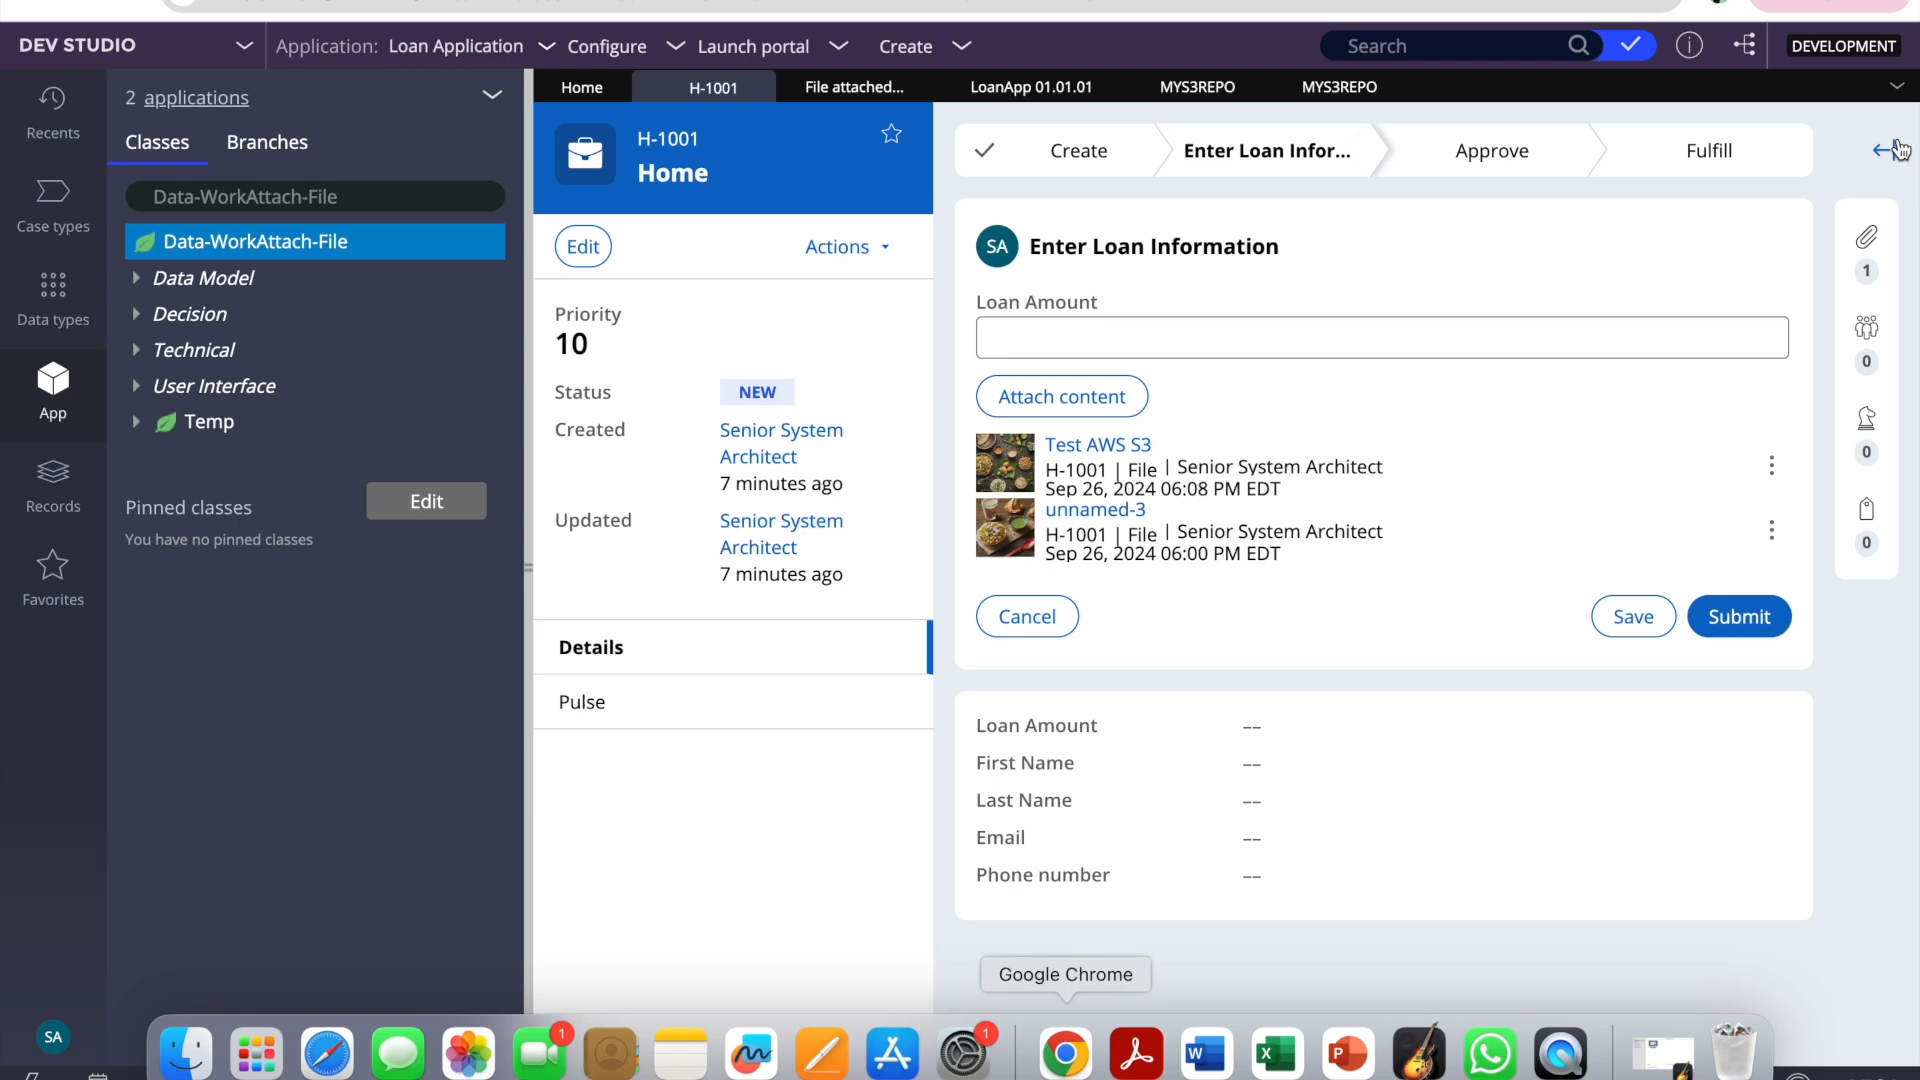 DEV STUDIO
Application: Loan Application
Configure
Launch portal
Create
Search
DEVELOPMENT
Recents
Case types
Data types
App
Records
Favorites
SA
2 applications
Classes
Branches
Data-WorkAttach-File
Data-WorkAttach-File
Data Model
Decision
Technical
User Interface
Temp
Pinned classes
Edit
You have no pinned classes
Home
H-1001
File attached...
LoanApp 01.01.01
MYS3REPO
MYS3REPO
H-1001
Home
Edit
Actions
Priority
10
Status
NEW
Created
Senior System
Architect
7 minutes ago
Updated
Senior System
Architect
7 minutes ago
Details
Pulse
Create
Enter Loan Infor...
Approve
Fulfill
SA
Enter Loan Information
Loan Amount
Attach content
Test AWS S3
H-1001 | File | Senior System Architect
Sep 26, 2024 06:08 PM EDT
unnamed-3
H-1001 | File | Senior System Architect
Sep 26, 2024 06:00 PM EDT
Cancel
Save
Submit
1
0
0
0
Loan Amount --
First Name --
Last Name --
Email --
Phone number --
Google Chrome
1
1
W
X
P